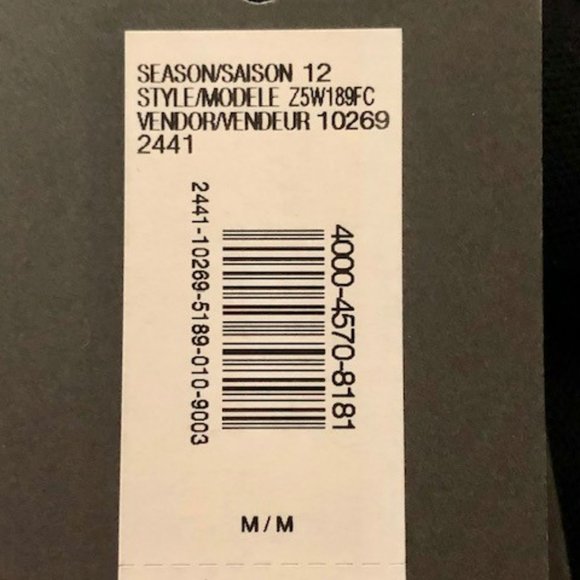 SEASON/SAISON 12
STYLE/MODELE Z5W189FC
VENDOR/VENDEUR 10269
2441
4000-4570-8181
2441-10269-5189-010-9003
M / M